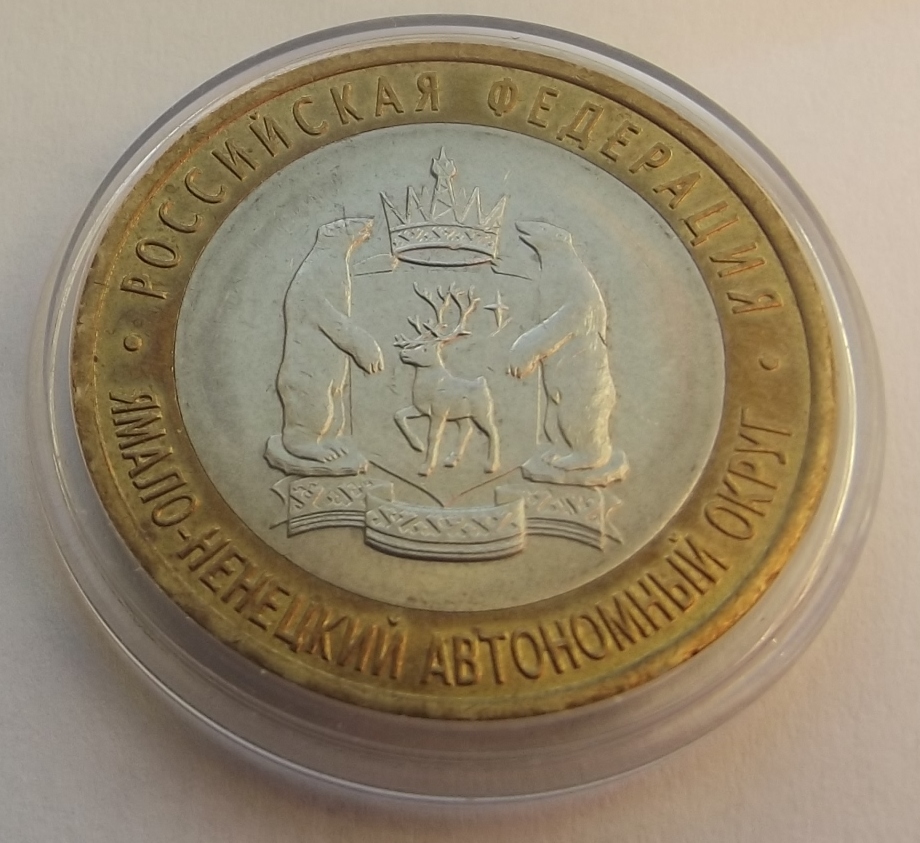 РОССИЙСКАЯ ФЕДЕРАЦИЯ
ЯМАЛО-НЕНЕЦКИЙ АВТОНОМНЫЙ ОКРУГ